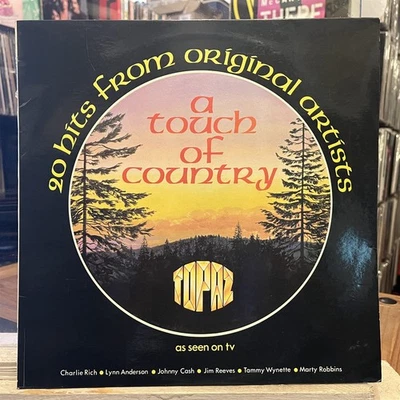 THERE
20 hits from original artists
a
touch
of
country
TOPAZ
as seen on tv
Charlie Rich ● Lynn Anderson ● Johnny Cash ● Jim Reeves ● Tammy Wynette ● Marty Robbins